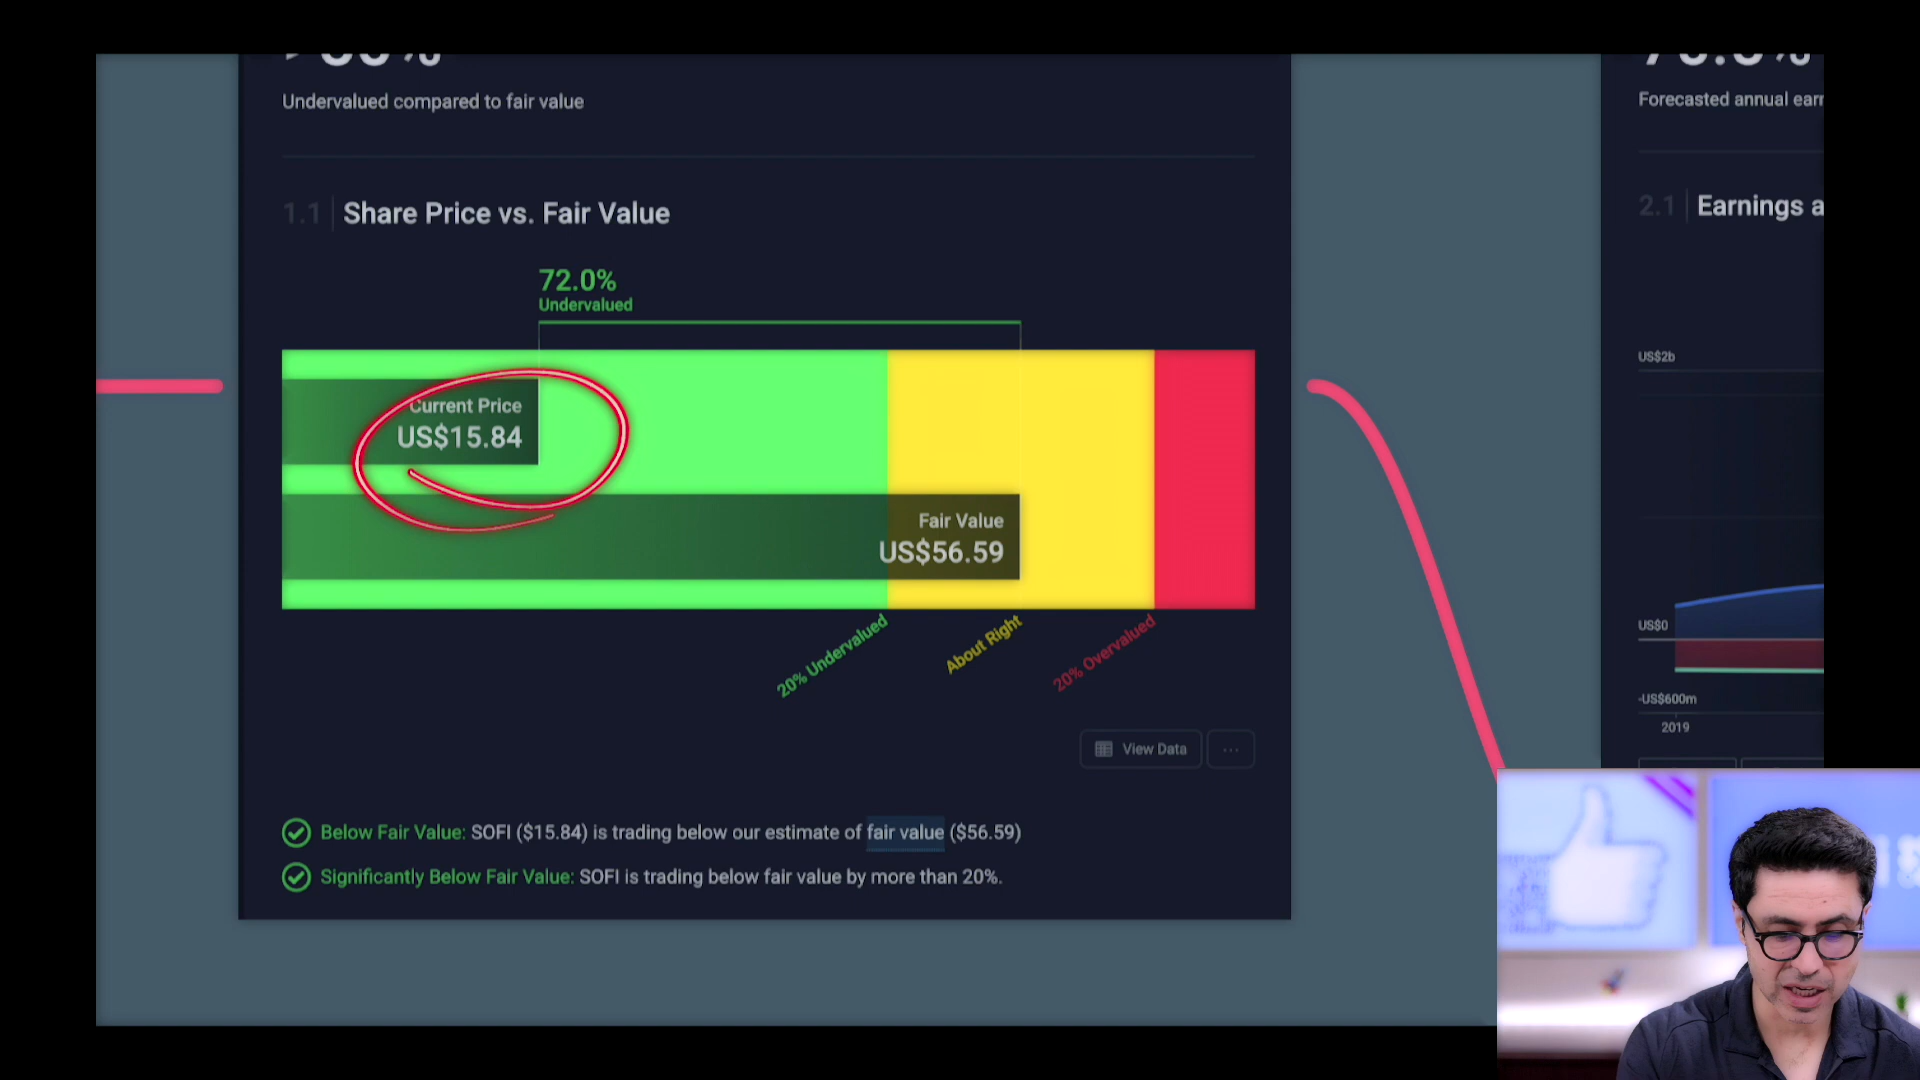 Undervalued compared to fair value
1.1 Share Price vs. Fair Value
72.0%
Undervalued
Current Price
US$15.84
Fair Value
US$56.59
20% Undervalued
About Right
20% Overvalued
View Data
Below Fair Value: SOFI ($15.84) is trading below our estimate of fair value ($56.59)
Significantly Below Fair Value: SOFI is trading below fair value by more than 20%.
Forecasted annual
2.1 Earnings
US$2b
US$0
-US$600m
2019